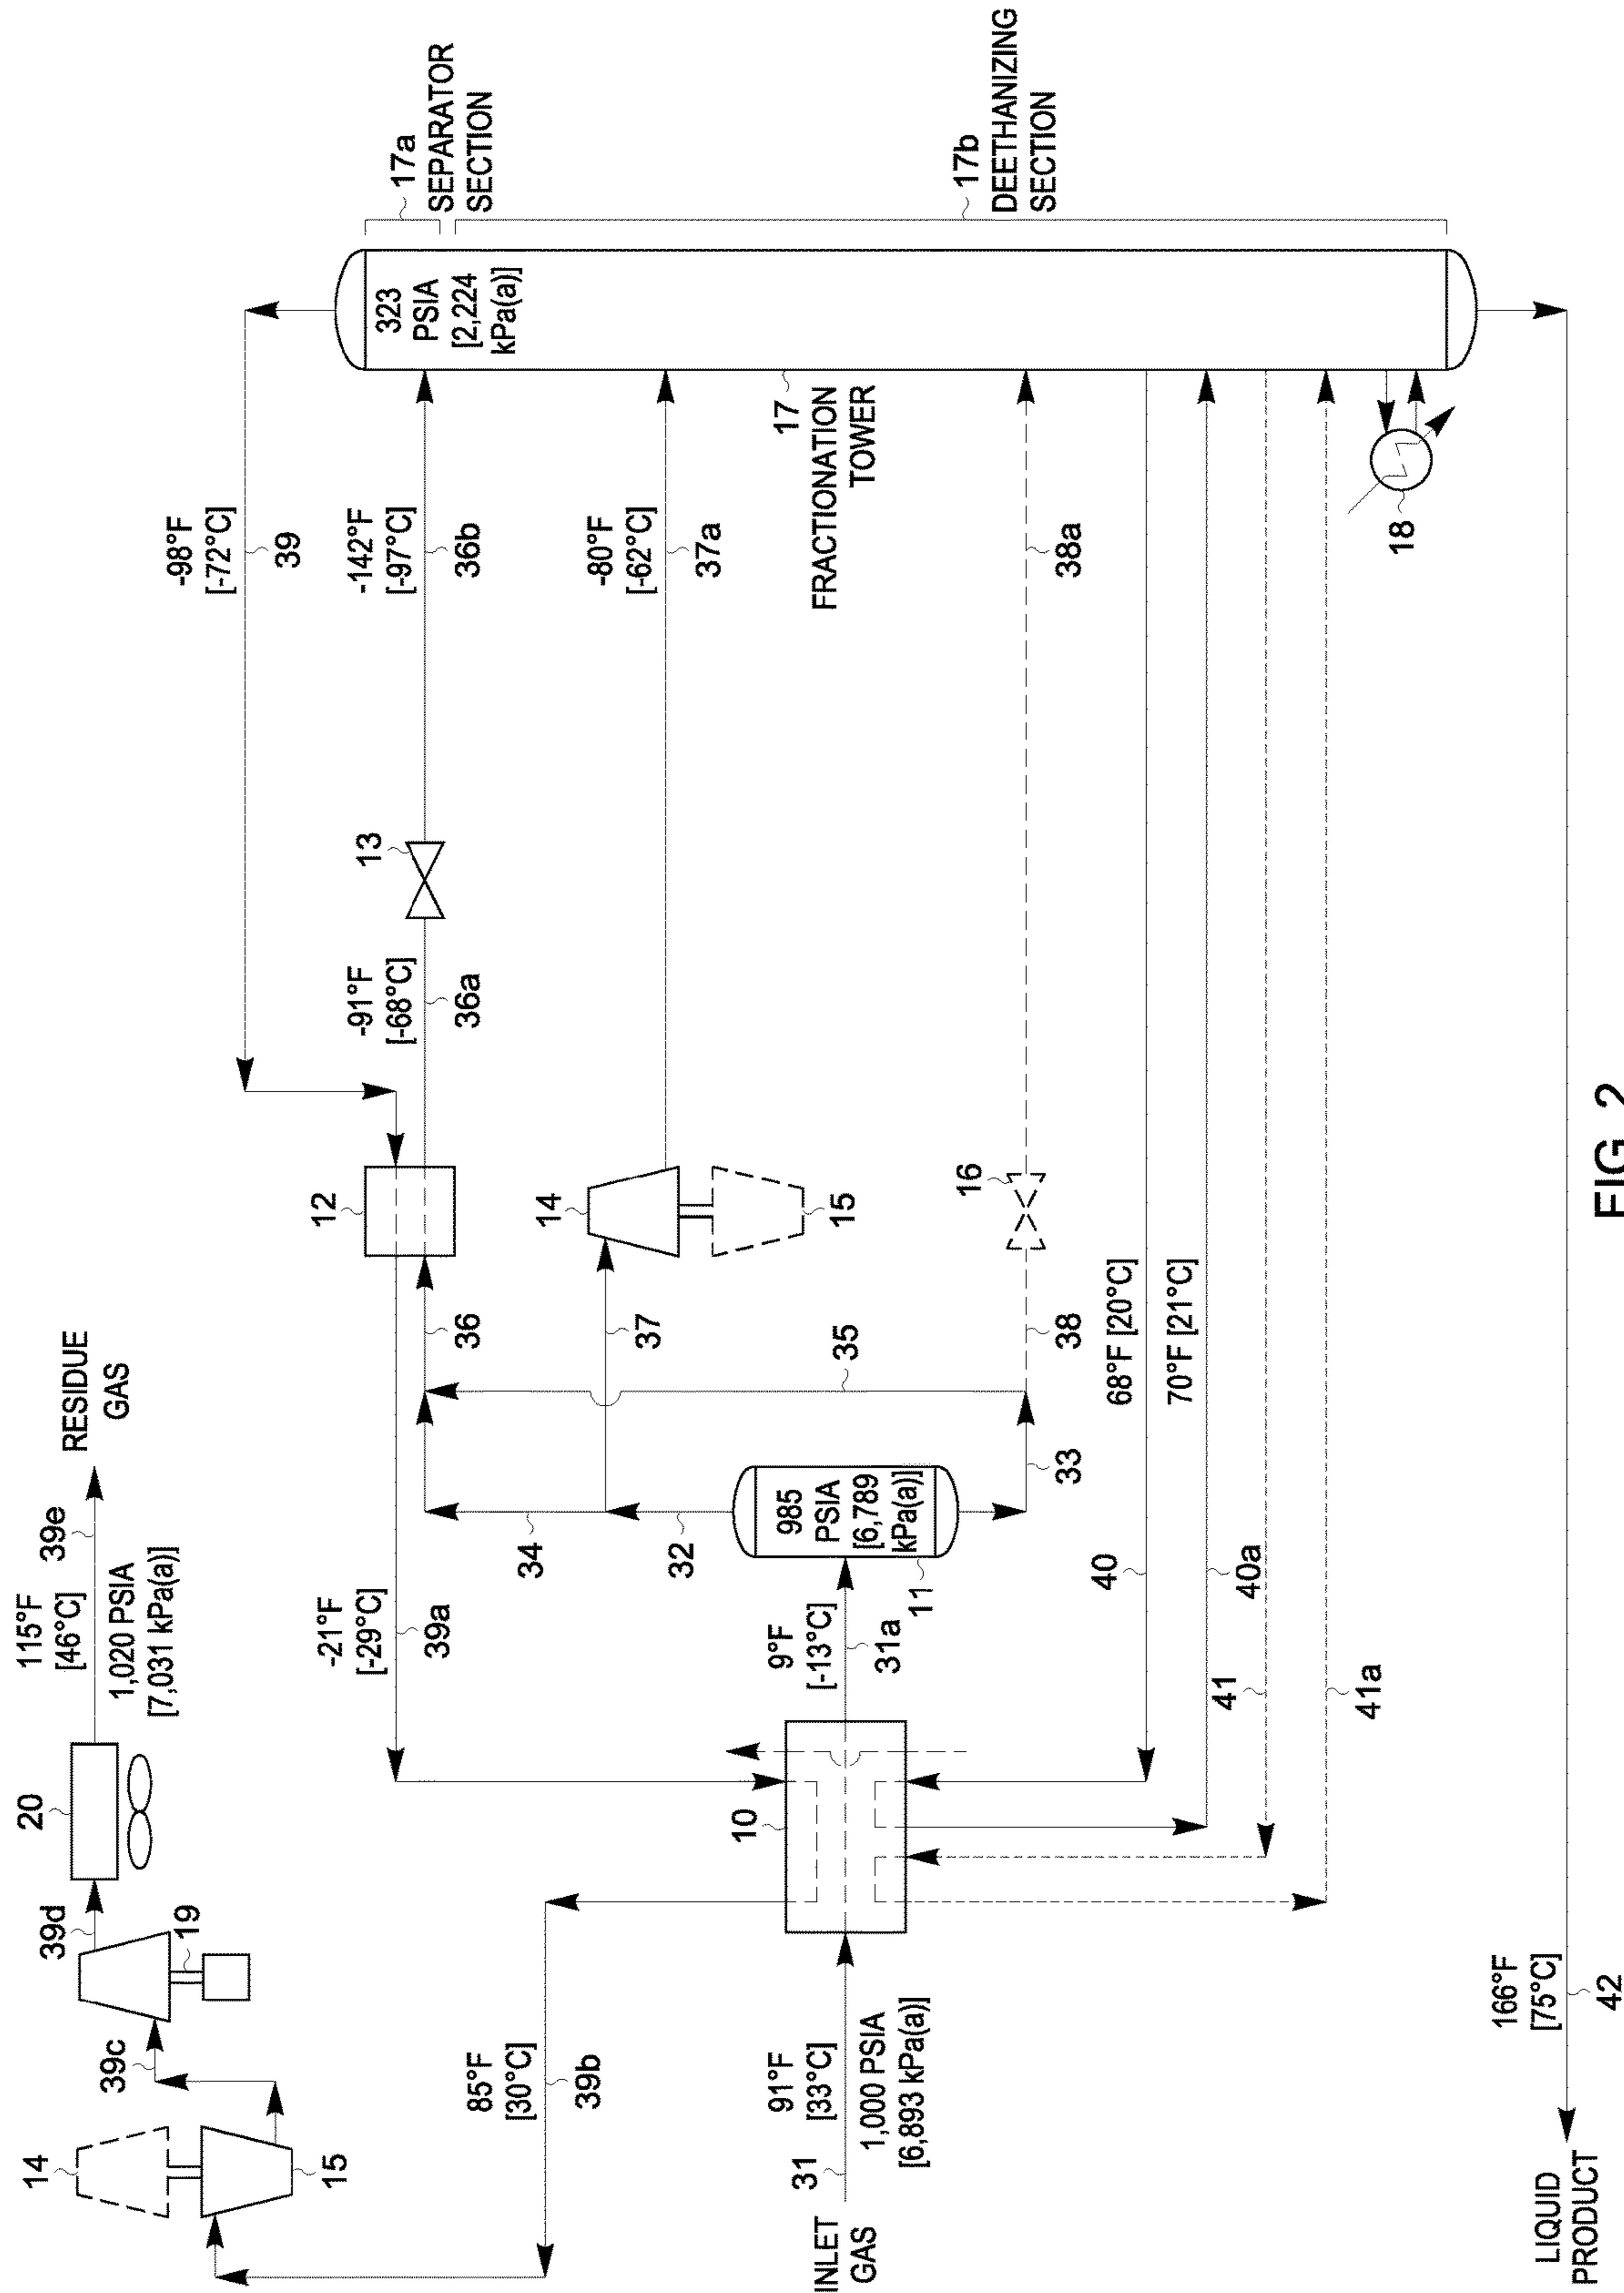 RESIDUE
GAS
115°F
[46°C]
39e
1,020 PSIA
[7,031 kPa(a)]
20
39d
19
39c
14
15
85°F
[30°C]
39b
-21°F
[-29°C]
39a
12
36
34
37
35
32
14
15
-98°F
[-72°C]
39
-91°F
[-68°C]
36a
13
-142°F
[-97°C]
36b
-80°F
[-62°C]
37a
17a
SEPARATOR
SECTION
323
PSIA
[2,224
kPa(a)]
17
FRACTIONATION
TOWER
17b
DEETHANIZING
SECTION
INLET
GAS
31
91°F
[33°C]
1,000 PSIA
[6,893 kPa(a)]
10
9°F
[-13°C]
31a
11
985
PSIA
[6,789
kPa(a)]
33
38
16
38a
68°F [20°C]
40
70°F [21°C]
40a
41
41a
18
LIQUID
PRODUCT
166°F
[75°C]
42
FIG. 2